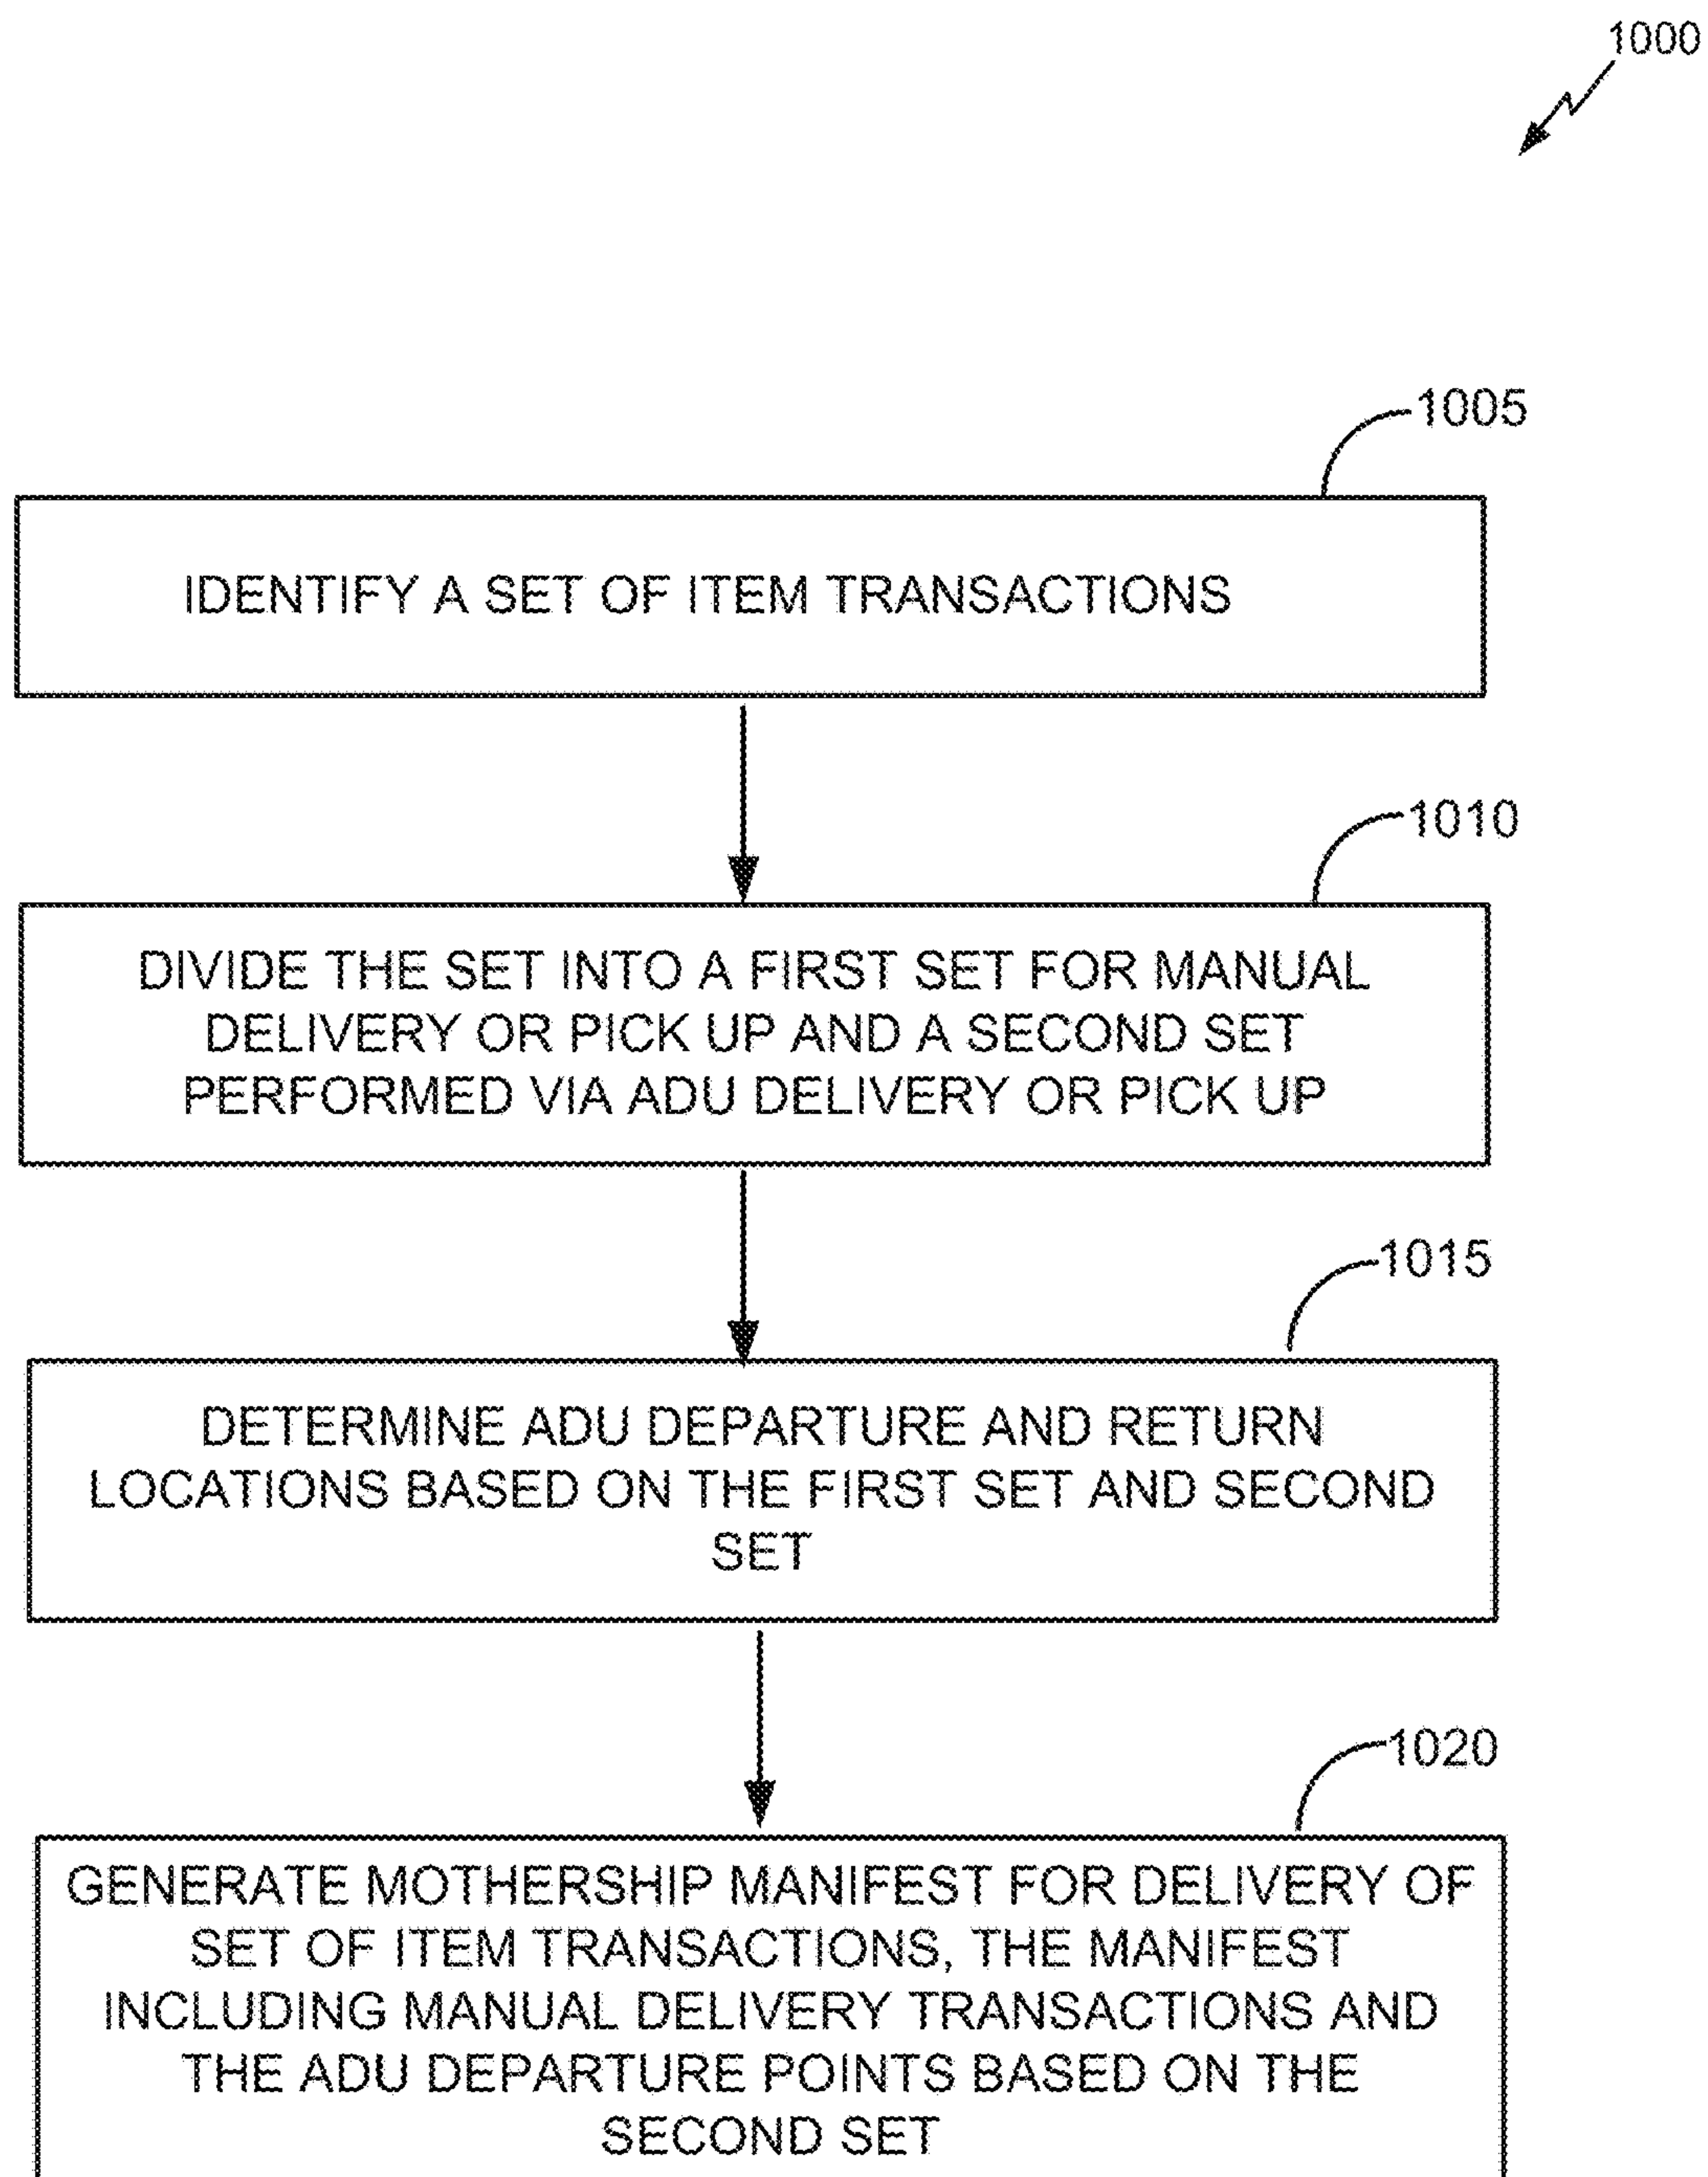 1000
1005
IDENTIFY A SET OF ITEM TRANSACTIONS
1010
DIVIDE THE SET INTO A FIRST SET FOR MANUAL
DELIVERY OR PICK UP AND A SECOND SET
PERFORMED VIA ADU DELIVERY OR PICK UP
1015
DETERMINE ADU DEPARTURE AND RETURN
LOCATIONS BASED ON THE FIRST SET AND SECOND
SET
1020
GENERATE MOTHERSHIP MANIFEST FOR DELIVERY OF
SET OF ITEM TRANSACTIONS, THE MANIFEST
INCLUDING MANUAL DELIVERY TRANSACTIONS AND
THE ADU DEPARTURE POINTS BASED ON THE
SECOND SET